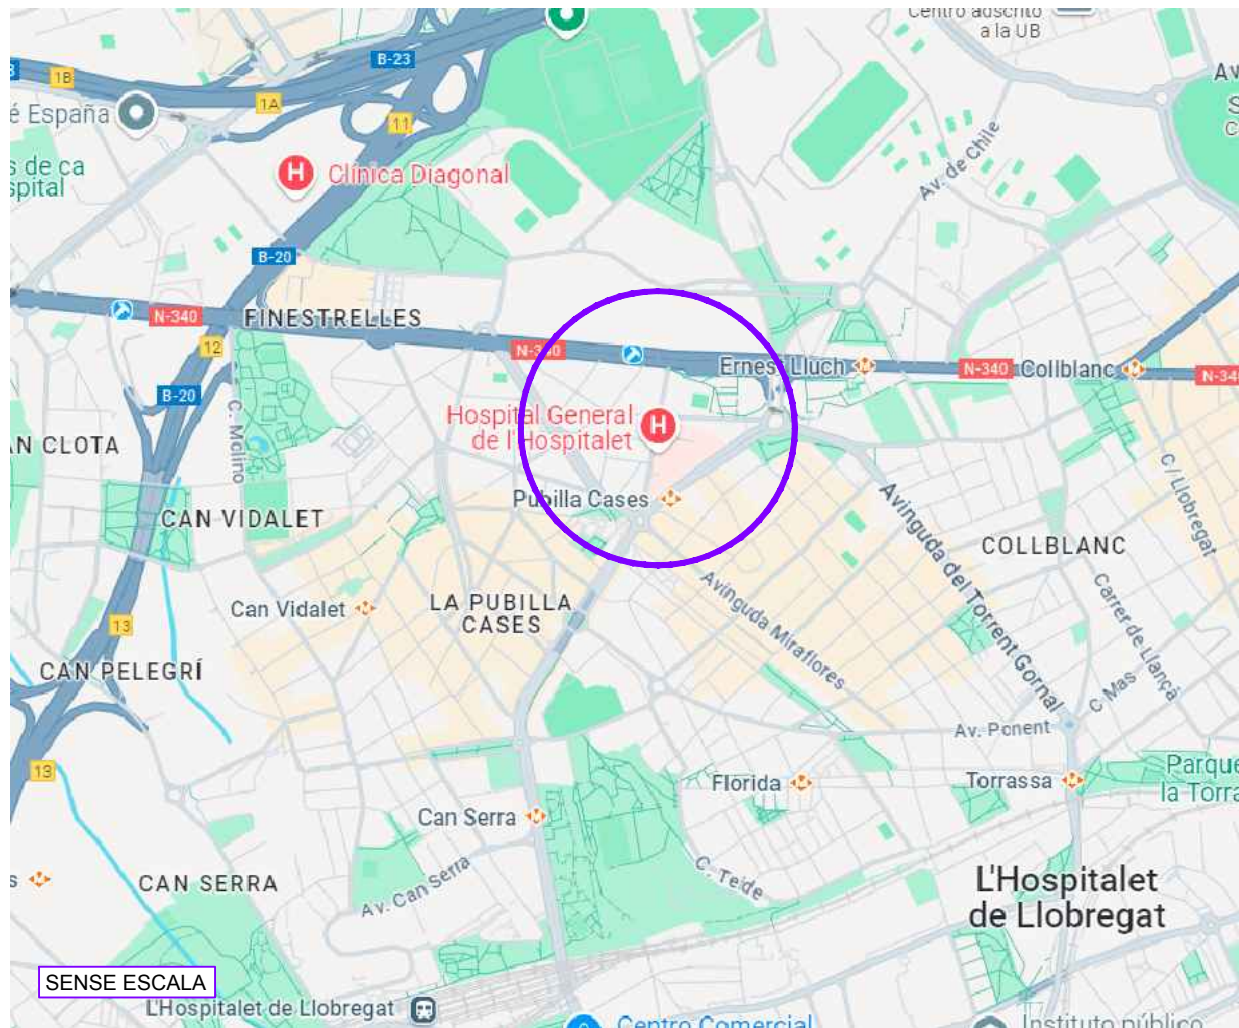 Centro adscrito
a la UB
B-23
1B
1A
é España
11
Av
S
C
s de ca
spital
Clínica Diagonal
H
Av. de Chile
B-20
N-340
FINESTRELLES
12
N-340
Ernest Lluch
N-340
Collblanc
N-34
B-20
C. Molino
Hospital General
de l'Hospitalet
H
AN CLOTA
Pubilla Cases
C / Llobregat
CAN VIDALET
Avinguda del Torrent Gornal
COLLBLANC
Can Vidalet
LA PUBILLA
CASES
Avinguda Miraflores
Carrer de Llançà
13
CAN PELEGRÍ
C Mas
Av. Ponent
13
Florida
Torrassa
Parque
la Torra
Can Serra
s
CAN SERRA
Av. Can Serra
C. Teide
L'Hospitalet
de Llobregat
SENSE ESCALA
L'Hospitalet de Llobregat
Centro Comercial
Instituto público